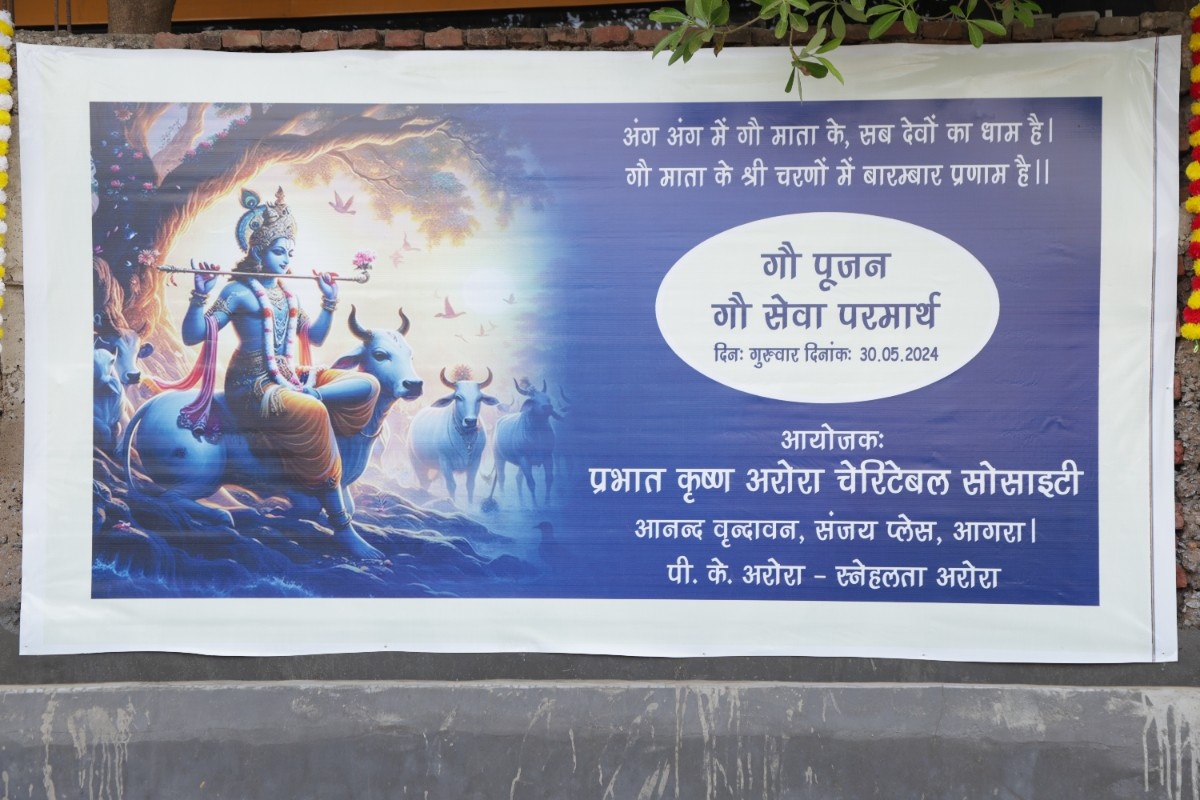 अंग अंग में गौ माता के, सब देवों का धाम है।
गौ माता के श्री चरणों में बारम्बार प्रणाम है।।
गौ पूजन
गौ सेवा परमार्थ
दिनः गुरूवार दिनांकः 30.05.2024
आयोजकः
प्रभात कृष्ण अरोरा चेरिटेबल सोसाइटी
आनन्द वृन्दावन, संजय प्लेस, आगरा।
पी. के. अरोरा - स्नेहलता अरोरा